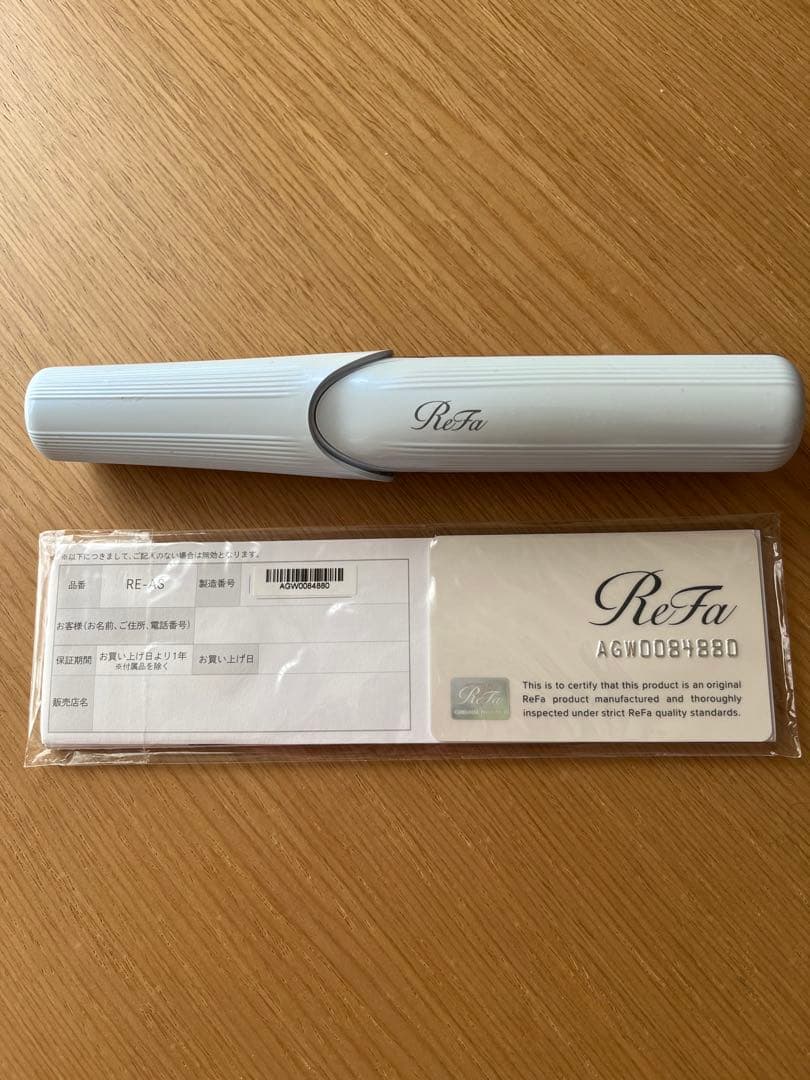 ReFa
※以下につきまして、ご記入のない場合は無効となります。
品番 RE-AS 製造番号 AGW0084880
お客様(お名前、ご住所、電話番号)
保証期間 お買い上げ日より1年 お買い上げ日
※付属品を除く
販売店名
ReFa
AGW0084880
ReFa
This is to certify that this product is an original
ReFa product manufactured and thoroughly
inspected under strict ReFa quality standards.